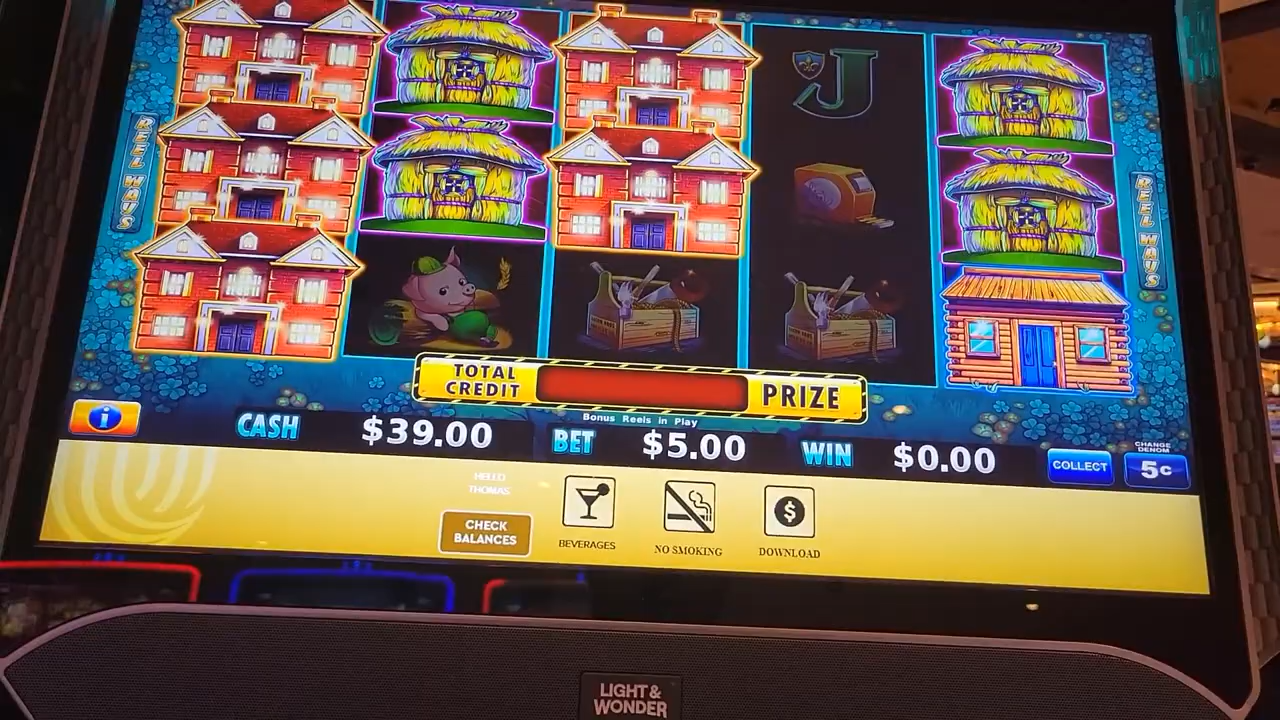 J
REEL WAYS
REEL WAYS
TOTAL
CREDIT
PRIZE
Bonus Reels in Play
CASH
$39.00
BET
$5.00
WIN
$0.00
COLLECT
CHANGE
DENOM
5¢
HELLO
THOMAS
CHECK
BALANCES
BEVERAGES
NO SMOKING
DOWNLOAD
LIGHT &
WONDER